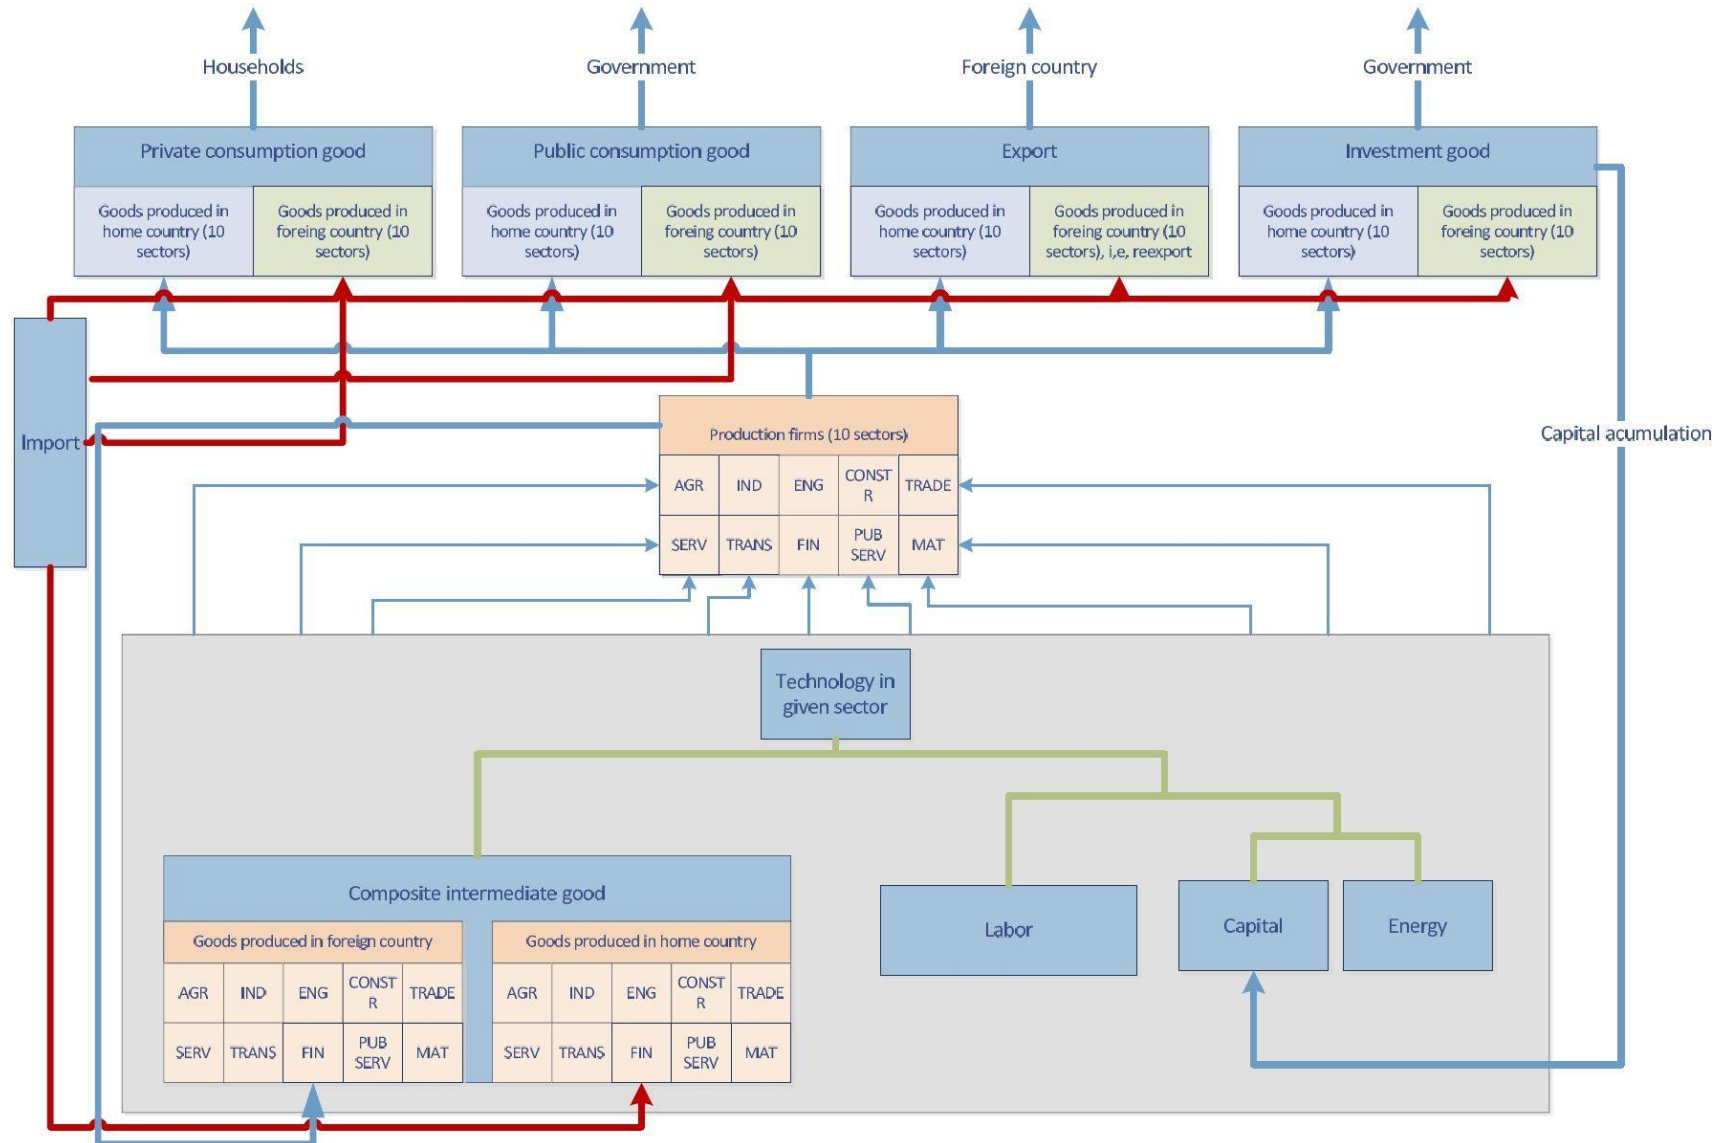 Households
Government
Foreign country
Government
Private consumption good
Public consumption good
Export
Investment good
Goods produced in
home country (10
sectors)
Goods produced in
foreing country (10
sectors)
Goods produced in
home country (10
sectors)
Goods produced in
foreing country (10
sectors)
Goods produced in
home country (10
sectors)
Goods produced in
foreing country (10
sectors), i,e, reexport
Goods produced in
home country (10
sectors)
Goods produced in
foreing country (10
sectors)
Import
Capital acumulation
Production firms (10 sectors)
AGR
IND
ENG
CONST
R
TRADE
SERV
TRANS
FIN
PUB
SERV
MAT
Technology in
given sector
Composite intermediate good
Goods produced in foreign country
AGR
IND
ENG
CONST
R
TRADE
SERV
TRANS
FIN
PUB
SERV
MAT
Goods produced in home country
AGR
IND
ENG
CONST
R
TRADE
SERV
TRANS
FIN
PUB
SERV
MAT
Labor
Capital
Energy